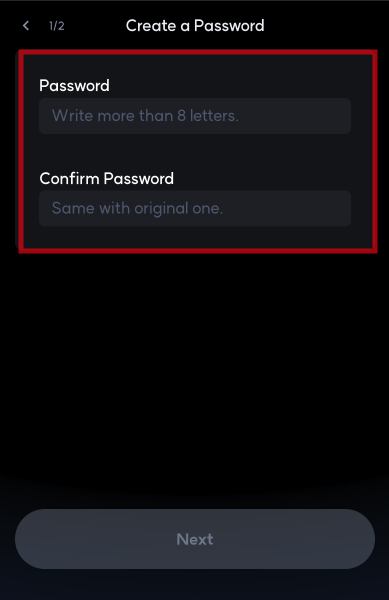 1/2 Create a Password
Password
Write more than 8 letters.
Confirm Password
Same with original one.
Next